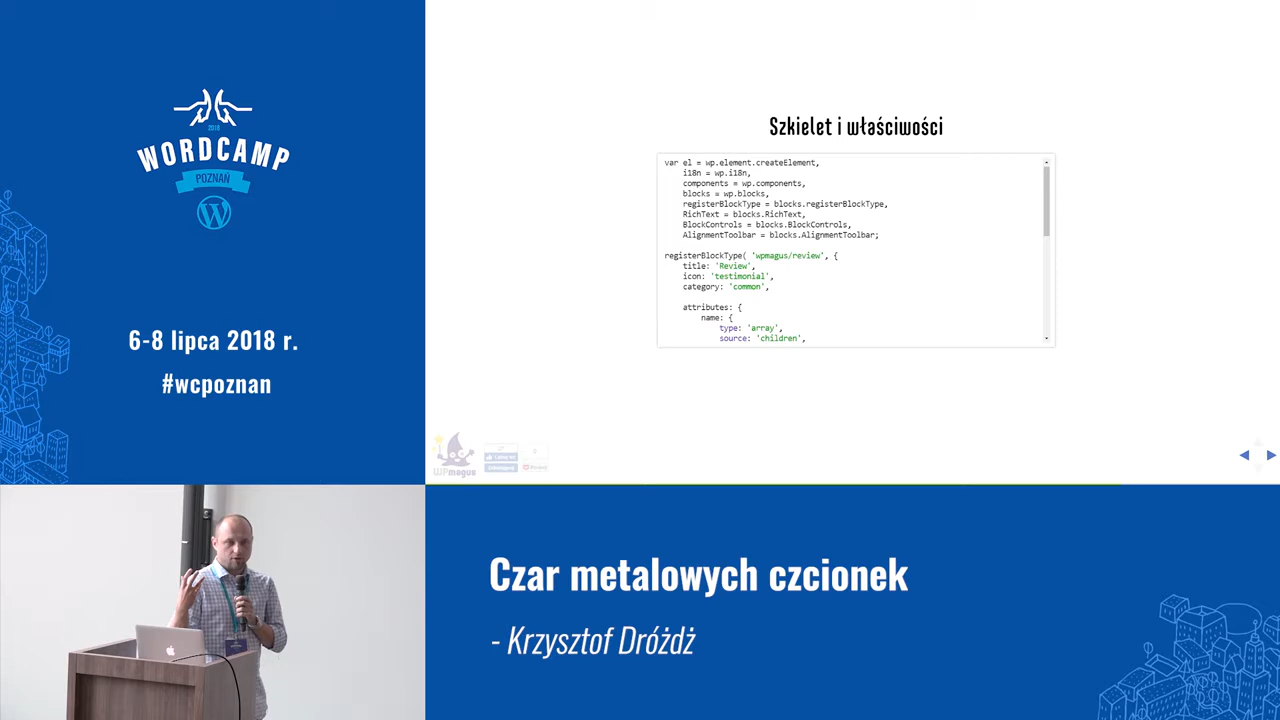 2018
WORDCAMP
POZNAŃ
6-8 lipca 2018 r.
#wcpoznan
Szkielet i właściwości
var el = wp.element.createElement,
i18n = wp.i18n,
components = wp.components,
blocks = wp.blocks,
registerBlockType = blocks.registerBlockType,
RichText = blocks.RichText,
BlockControls = blocks.BlockControls,
AlignmentToolbar = blocks.AlignmentToolbar;
registerBlockType( 'wpmagus/review', {
title: 'Review',
icon: 'testimonial',
category: 'common',
attributes: {
name: {
type: 'array',
source: 'children',
WPmagus
Czar metalowych czcionek
- Krzysztof Dróżdż